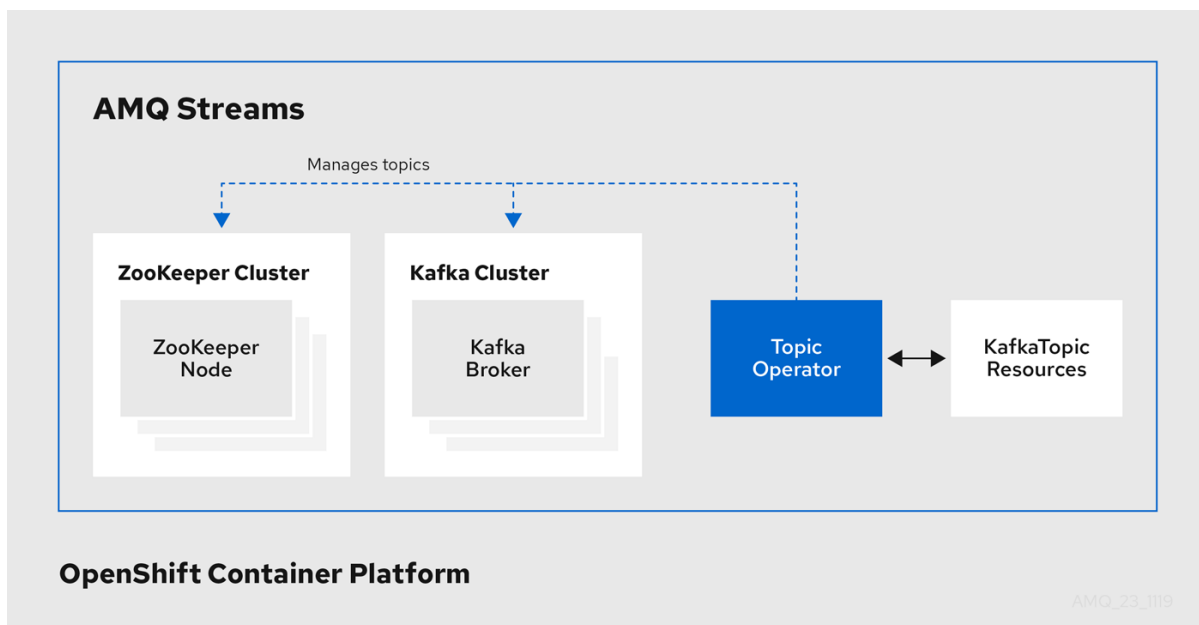 AMQ Streams
Manages topics
ZooKeeper Cluster
ZooKeeper
Node
Kafka Cluster
Kafka
Broker
Topic
Operator
KafkaTopic
Resources
OpenShift Container Platform
AMQ_23_1119